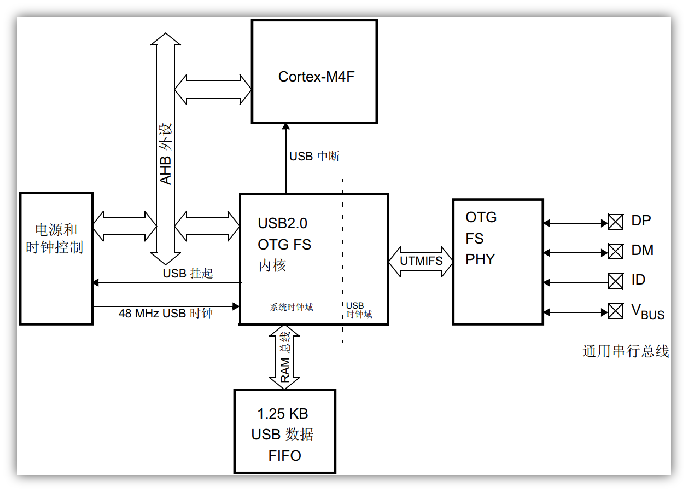 Cortex-M4F
AHB 外设
USB 中断
电源和
时钟控制
USB2.0
OTG FS
内核
系统时钟域
USB
时钟域
USB 挂起
48 MHz USB 时钟
UTMIFS
OTG
FS
PHY
DP
DM
ID
VBUS
通用串行总线
RAM 总线
1.25 KB
USB 数据
FIFO